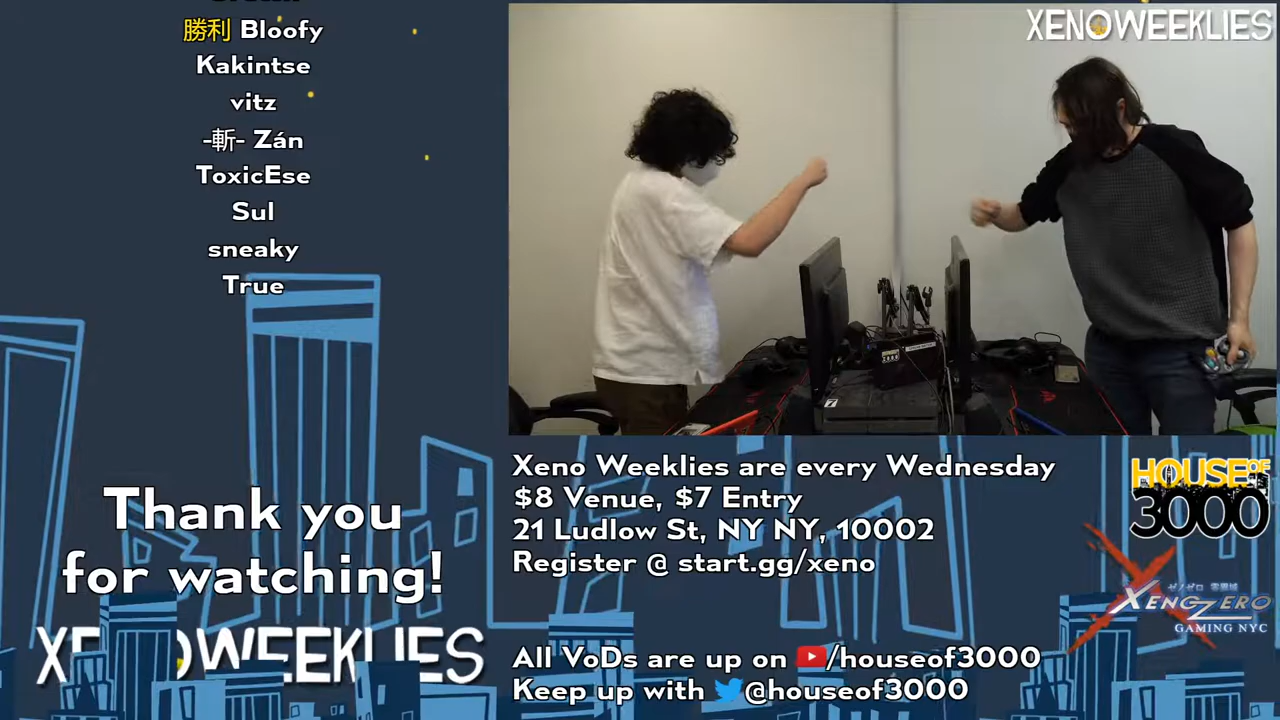 勝利 Bloofy
Kakintse
vitz
-斬- Zán
ToxicEse
Sul
sneaky
True
Thank you
for watching!
XENOWEEKLIES
Xeno Weeklies are every Wednesday
$8 Venue, $7 Entry
21 Ludlow St, NY NY, 10002
Register @ start.gg/xeno
All VoDs are up on /houseof3000
Keep up with @houseof3000
HOUSE OF
3000
XENOZERO
GAMING NYC